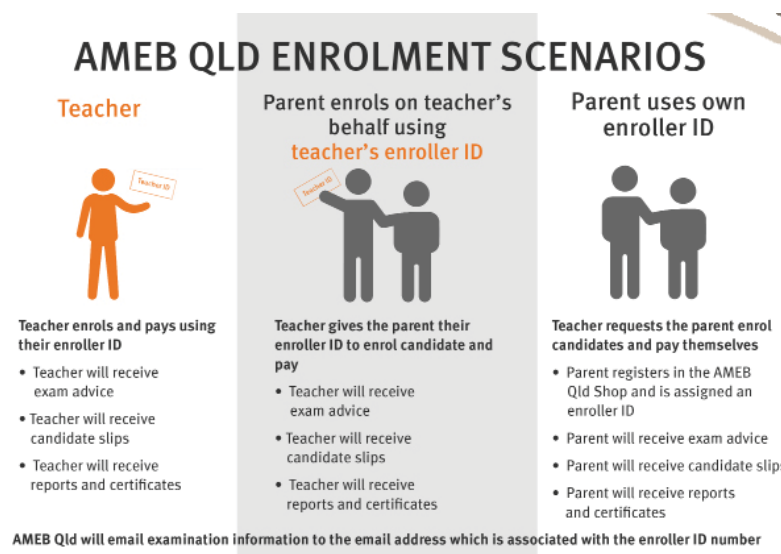 AMEB QLD ENROLMENT SCENARIOS
Teacher
Teacher ID
Teacher enrols and pays using
their enroller ID
• Teacher will receive
exam advice
• Teacher will receive
candidate slips
• Teacher will receive
reports and certificates
Parent enrols on teacher's
behalf using
teacher's enroller ID
Teacher ID
Teacher gives the parent their
enroller ID to enrol candidate and
pay
• Teacher will receive
exam advice
• Teacher will receive
candidate slips
• Teacher will receive
reports and certificates
Parent uses own
enroller ID
Teacher requests the parent enrol
candidates and pay themselves
• Parent registers in the AMEB
Qld Shop and is assigned an
enroller ID
• Parent will receive exam advice
• Parent will receive candidate slips
• Parent will receive reports
and certificates
AMEB Qld will email examination information to the email address which is associated with the enroller ID number